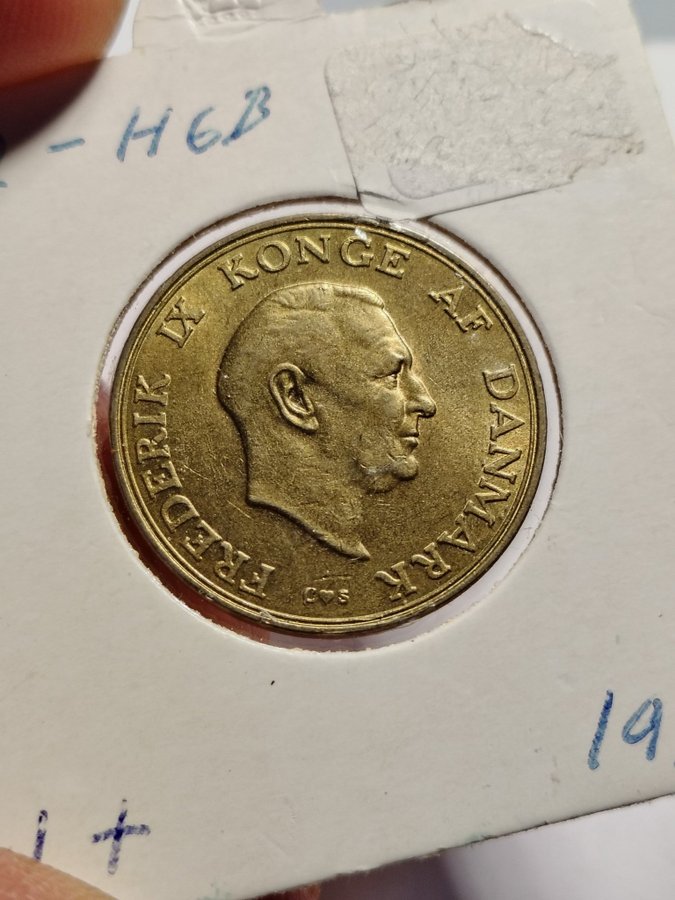 - H6B
FREDERIK IX KONGE AF DANMARK
C♥S
19
1+